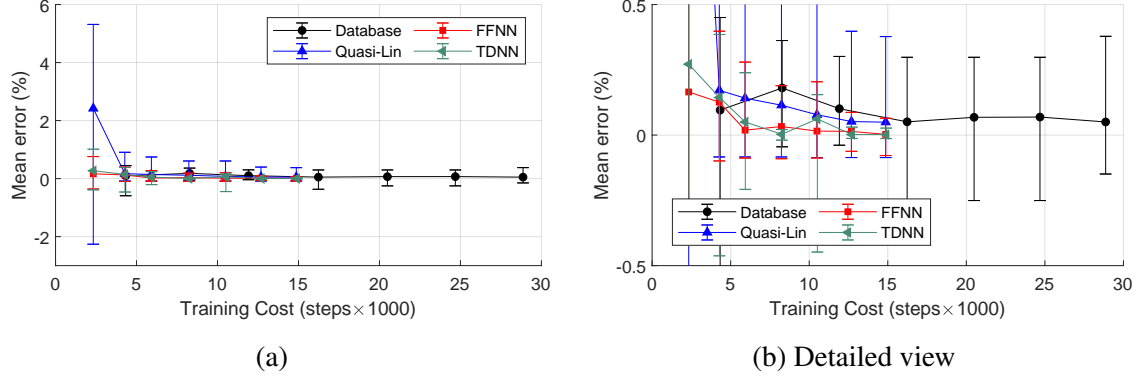 6
4
2
0
-2
Mean error (%)
Database
FFNN
Quasi-Lin
TDNN
0 5 10 15 20 25 30
Training Cost (steps×1000)
(a)
0.5
0
-0.5
Mean error (%)
Database
FFNN
Quasi-Lin
TDNN
0 5 10 15 20 25 30
Training Cost (steps×1000)
(b) Detailed view